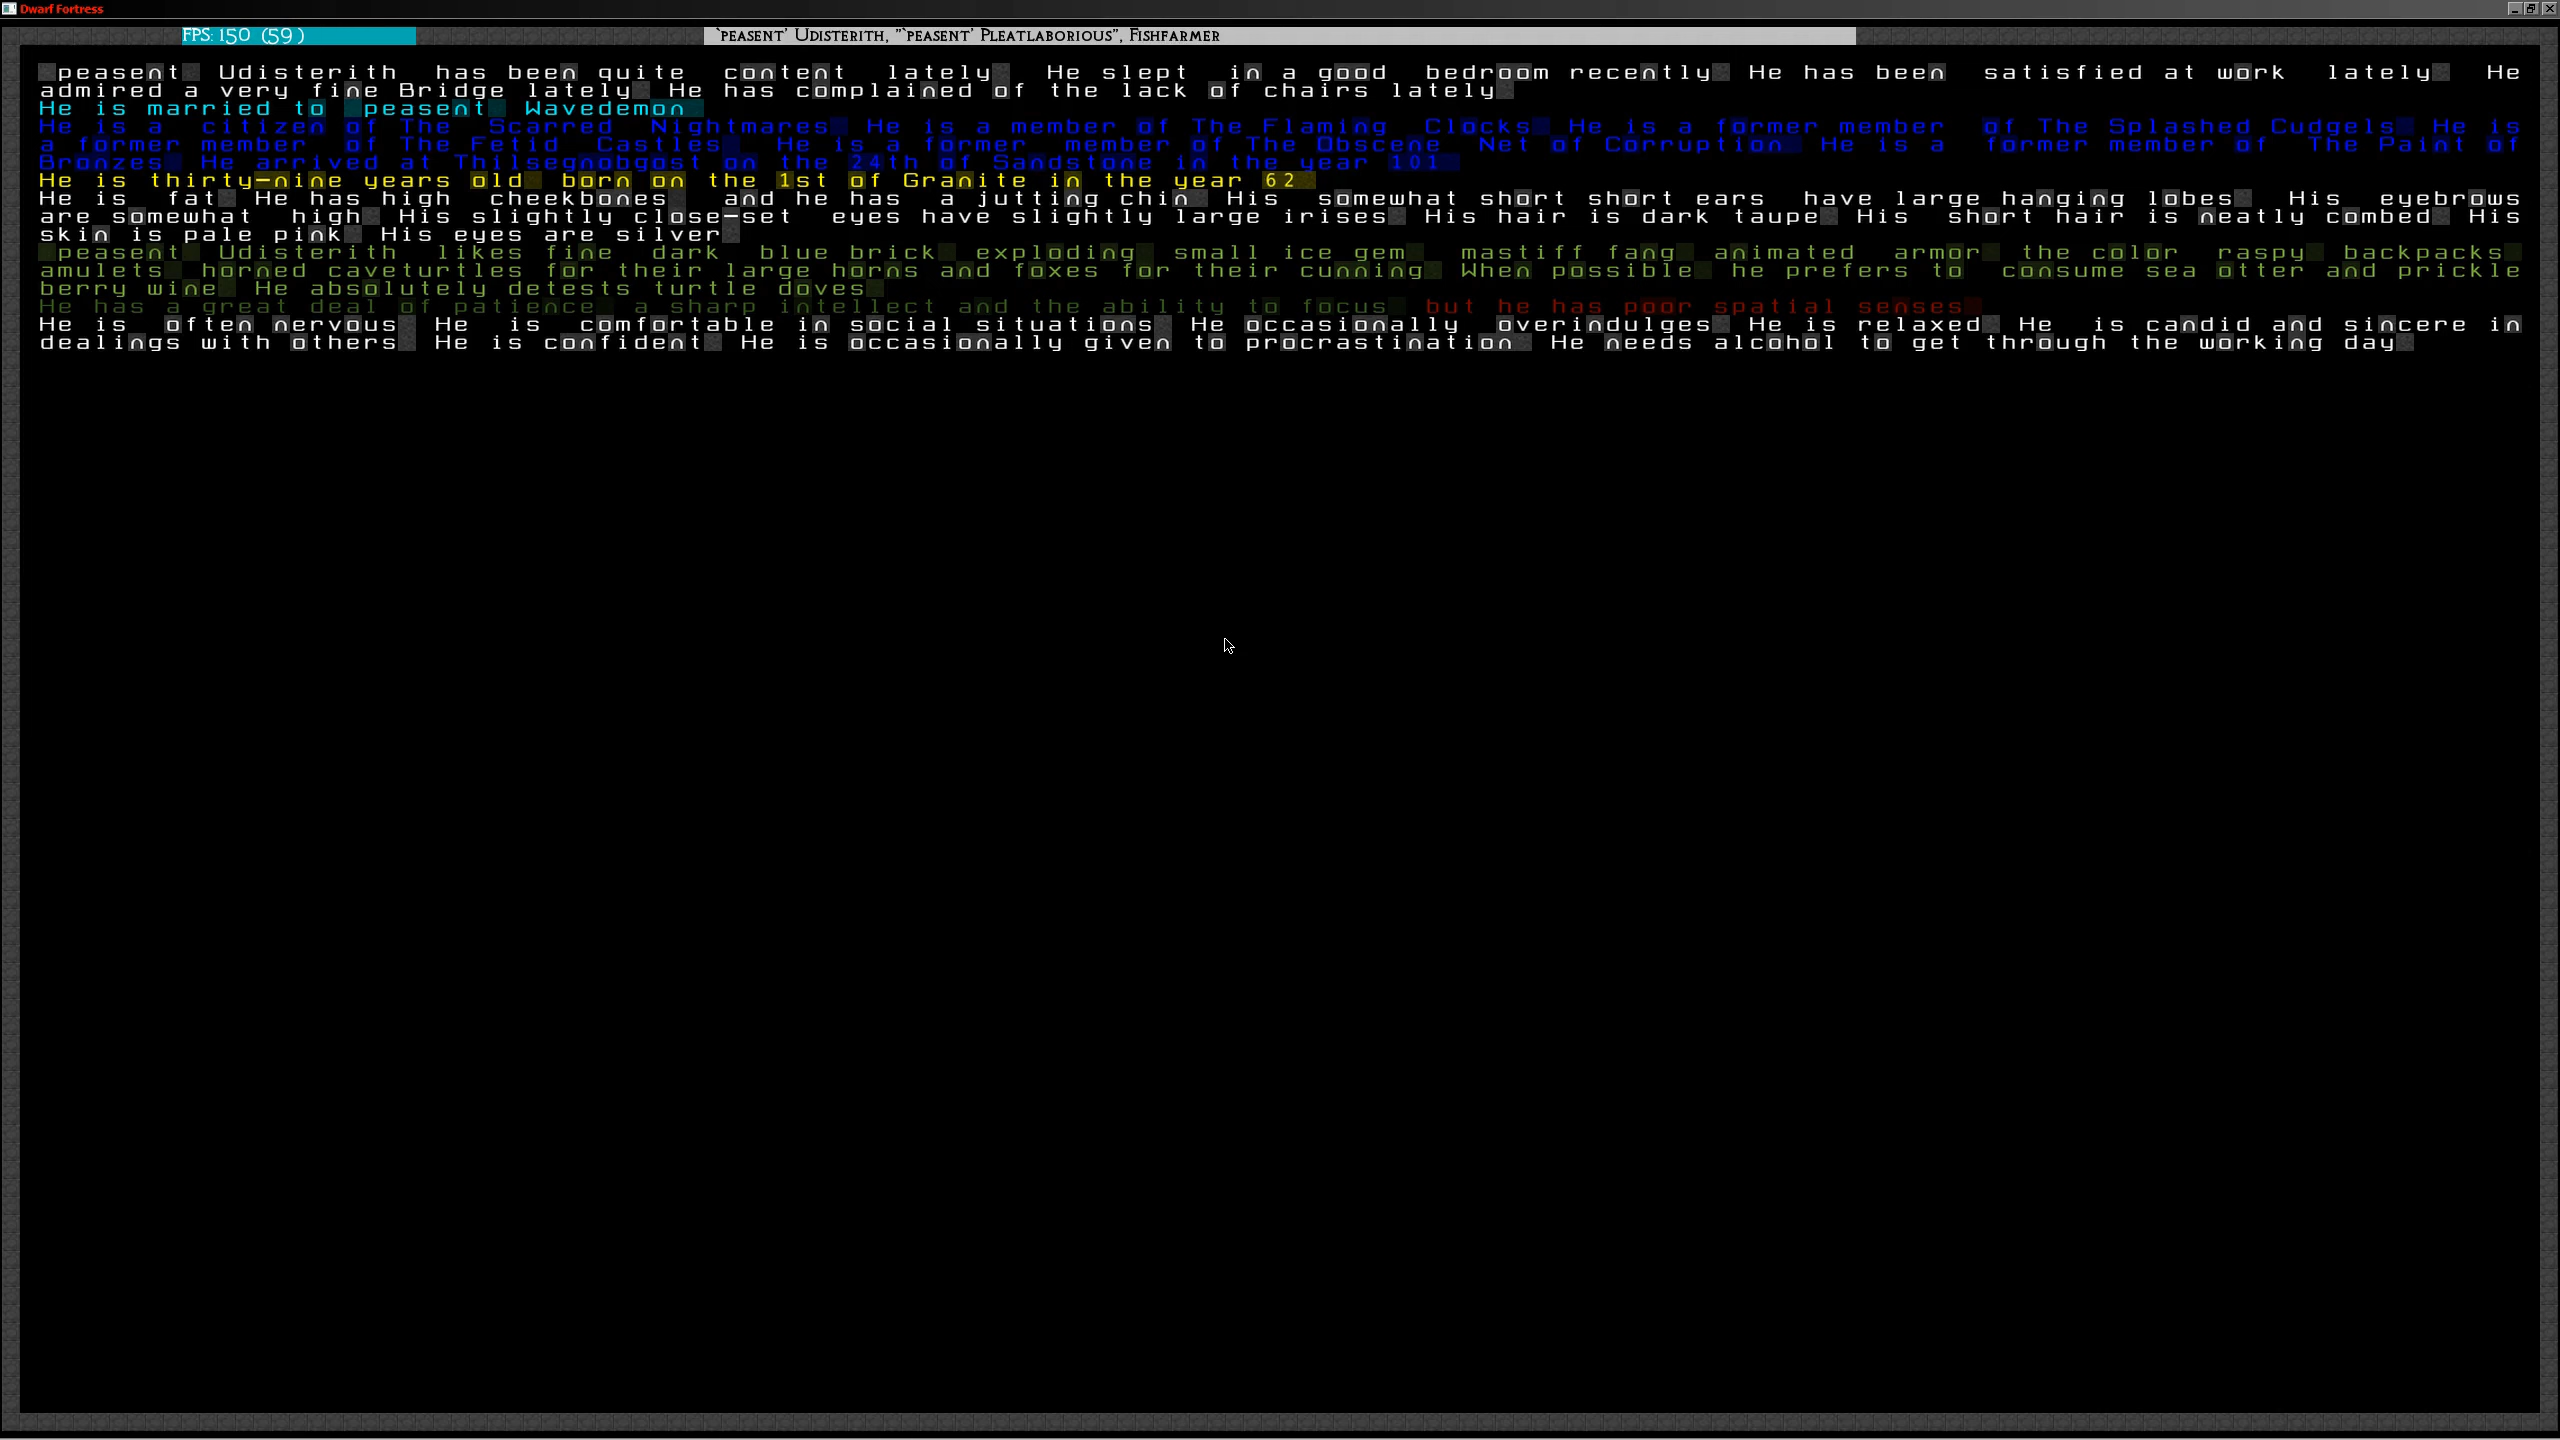 Dwarf Fortress
FPS: 150 (59)
`peasent' Udisterith, "`peasent' Pleatlaborious", Fishfarmer
peasent Udisterith has been quite content lately He slept in a good bedroom recently He has been satisfied at work lately He
admired a very fine Bridge lately He has complained of the lack of chairs lately
He is married to peasent Wavedemon
He is a citizen of The Scarred Nightmares He is a member of The Flaming Clocks He is a former member of The Splashed Cudgels He is
a former member of The Fetid Castles He is a former member of The Obscene Net of Corruption He is a former member of The Paint of
Bronzes He arrived at Thilsegnobgost on the 24th of Sandstone in the year 101
He is thirty-nine years old born on the 1st of Granite in the year 62
He is fat He has high cheekbones and he has a jutting chin His somewhat short short ears have large hanging lobes His eyebrows
are somewhat high His slightly close-set eyes have slightly large irises His hair is dark taupe His short hair is neatly combed His
skin is pale pink His eyes are silver
peasent Udisterith likes fine dark blue brick exploding small ice gem mastiff fang animated armor the color raspy backpacks
amulets horned caveturtles for their large horns and foxes for their cunning When possible he prefers to consume sea otter and prickle
berry wine He absolutely detests turtle doves
He has a great deal of patience a sharp intellect and the ability to focus but he has poor spatial senses
He is often nervous He is comfortable in social situations He occasionally overindulges He is relaxed He is candid and sincere in
dealings with others He is confident He is occasionally given to procrastination He needs alcohol to get through the working day